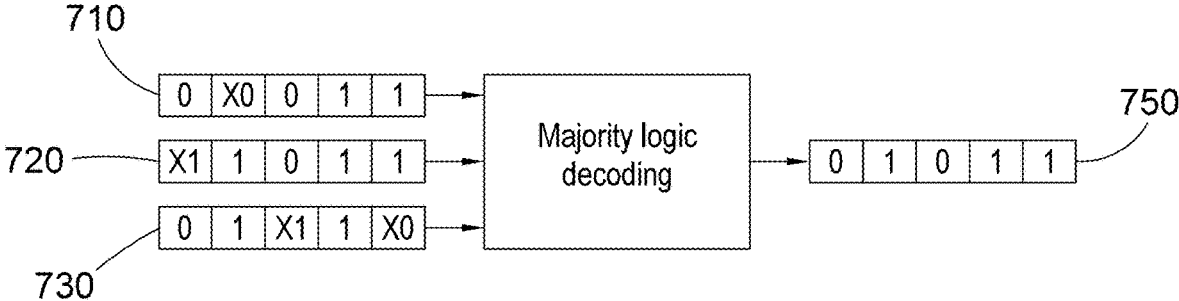 710
0 X0 0 1 1
750
Majority logic
decoding
720
X1 1 0 1 1
0 1 0 1 1
0 1 X1 1 X0
730